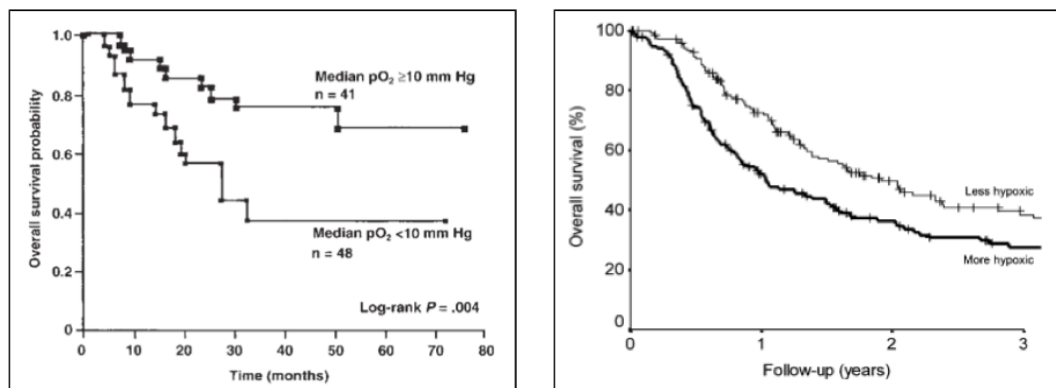 Overall survival probability
1.0
0.8
0.6
0.4
0.2
0
0 10 20 30 40 50 60 70 80
Time (months)
Median pO₂ ≥10 mm Hg
n = 41
Median pO₂ <10 mm Hg
n = 48
Log-rank P = .004
Overall survival (%)
100
80
60
40
20
0
0 1 2 3
Follow-up (years)
Less hypoxic
More hypoxic